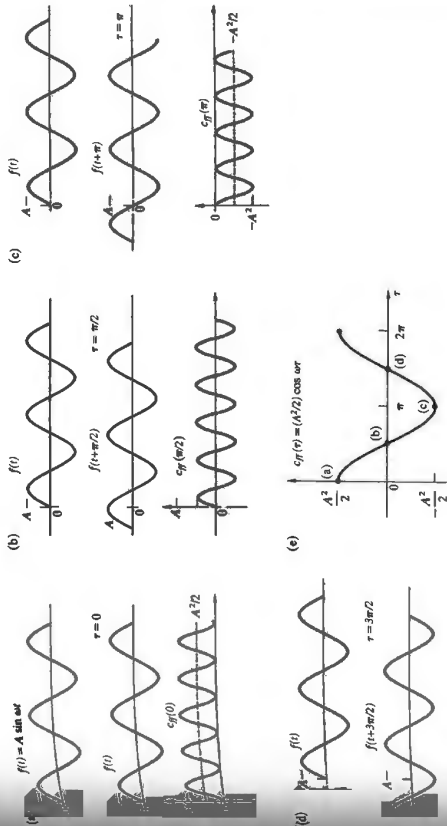 (a)
f(t) = A sin ωt
f(t)
τ = 0
c_ff(0)
A²/2
(b)
f(t)
A
0
f(t+π/2)
τ = π/2
A
0
c_ff(π/2)
A
0
(c)
f(t)
A
0
f(t+π)
τ = π
A
0
c_ff(π)
0
−A²/2
−A²
(d)
f(t)
A
f(t+3π/2)
τ = 3π/2
A
(e)
c_ff(τ) = (A²/2) cos ωτ
A²/2
(a)
(b)
(d)
0
π
2π
τ
(c)
−A²/2